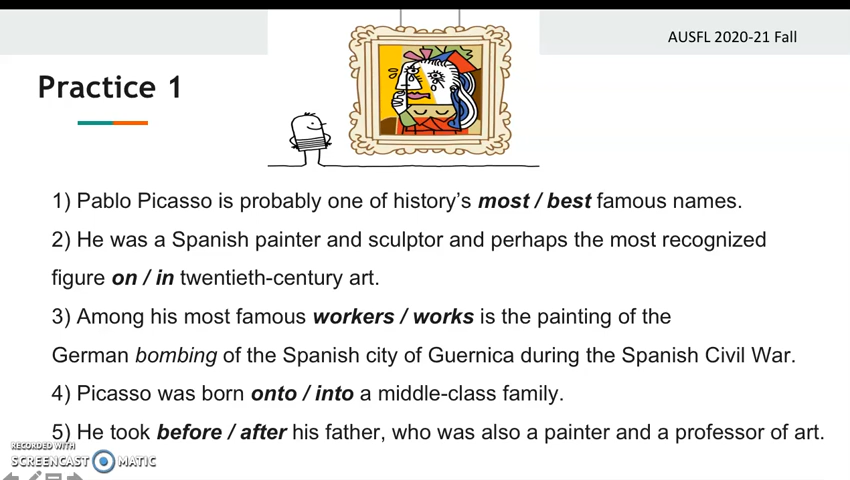 AUSFL 2020-21 Fall
Practice 1
1) Pablo Picasso is probably one of history's most / best famous names.
2) He was a Spanish painter and sculptor and perhaps the most recognized
figure on / in twentieth-century art.
3) Among his most famous workers / works is the painting of the
German bombing of the Spanish city of Guernica during the Spanish Civil War.
4) Picasso was born onto / into a middle-class family.
5) He took before / after his father, who was also a painter and a professor of art.
RECORDED WITH
SCREENCAST MATIC